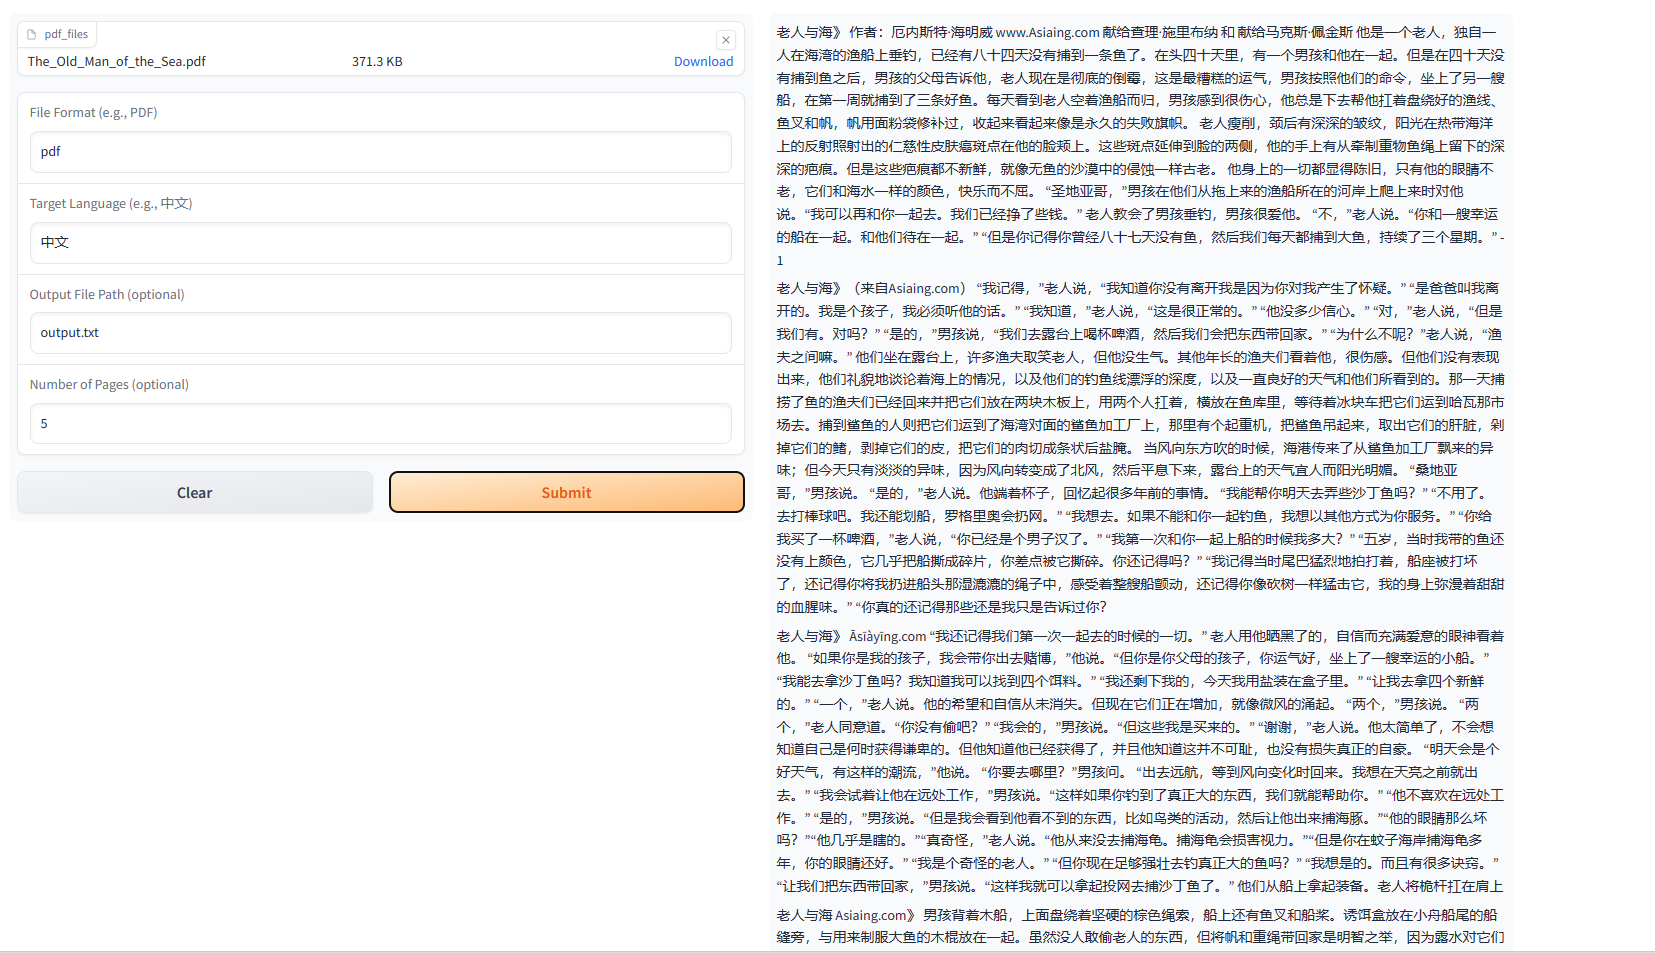 pdf_files
The_Old_Man_of_the_Sea.pdf 371.3 KB Download
File Format (e.g., PDF)
pdf
Target Language (e.g., 中文)
中文
Output File Path (optional)
output.txt
Number of Pages (optional)
5
Clear
Submit
老人与海》 作者：厄内斯特·海明威 www.Asiaing.com 献给查理·施里布纳 和 献给马克斯·佩金斯 他是一个老人，独自一
人在海湾的渔船上垂钓，已经有八十四天没有捕到一条鱼了。在头四十天里，有一个男孩和他在一起。但是在四十天没
有捕到鱼之后，男孩的父母告诉他，老人现在是彻底的倒霉，这是最糟糕的运气，男孩按照他们的命令，坐上了另一艘
船，在第一周就捕到了三条好鱼。每天看到老人空着渔船而归，男孩感到很伤心，他总是下去帮他扛着盘绕好的渔线、
鱼叉和帆，帆用面粉袋修补过，收起来看起来像是永久的失败旗帜。 老人瘦削，颈后有深深的皱纹，阳光在热带海洋
上的反射照射出的仁慈性皮肤癌斑点在他的脸颊上。这些斑点延伸到脸的两侧，他的手上有从牵制重物鱼绳上留下的深
深的疤痕。但是这些疤痕都不新鲜，就像无鱼的沙漠中的侵蚀一样古老。 他身上的一切都显得陈旧，只有他的眼睛不
老，它们和海水一样的颜色，快乐而不屈。 “圣地亚哥，”男孩在他们从拖上来的渔船所在的河岸上爬上来时对他
说。“我可以再和你一起去。我们已经挣了些钱。” 老人教会了男孩垂钓，男孩很爱他。 “不，”老人说。“你和一艘幸运
的船在一起。和他们待在一起。” “但是你记得你曾经八十七天没有鱼，然后我们每天都捕到大鱼，持续了三个星期。” -
1
老人与海》（来自Asiaing.com） “我记得，”老人说，“我知道你没有离开我是因为你对我产生了怀疑。” “是爸爸叫我离
开的。我是个孩子，我必须听他的话。” “我知道，”老人说，“这是很正常的。” “他没多少信心。” “对，”老人说，“但是
我们有。对吗？” “是的，”男孩说，“我们去露台上喝杯啤酒，然后我们会把东西带回家。” “为什么不呢？”老人说，“渔
夫之间嘛。” 他们坐在露台上，许多渔夫取笑老人，但他没生气。其他年长的渔夫们看着他，很伤感。但他们没有表现
出来，他们礼貌地谈论着海上的情况，以及他们的钓鱼线漂浮的深度，以及一直良好的天气和他们所看到的。那一天捕
捞了鱼的渔夫们已经回来并把它们放在两块木板上，用两个人扛着，横放在鱼库里，等待着冰块车把它们运到哈瓦那市
场去。捕到鲨鱼的人则把它们运到了海湾对面的鲨鱼加工厂上，那里有个起重机，把鲨鱼吊起来，取出它们的肝脏，剁
掉它们的鳍，剥掉它们的皮，把它们的肉切成条状后盐腌。 当风向东方吹的时候，海港传来了从鲨鱼加工厂飘来的异
味；但今天只有淡淡的异味，因为风向转变成了北风，然后平息下来，露台上的天气宜人而阳光明媚。 “桑地亚
哥，”男孩说。 “是的，”老人说。他端着杯子，回忆起很多年前的事情。 “我能帮你明天去弄些沙丁鱼吗？” “不用了。
去打棒球吧。我还能划船，罗格里奥会扔网。” “我想去。如果不能和你一起钓鱼，我想以其他方式为你服务。” “你给
我买了一杯啤酒，”老人说，“你已经是个男子汉了。” “我第一次和你一起上船的时候我多大？” “五岁，当时我带的鱼还
没有上颜色，它几乎把船撕成碎片，你差点被它撕碎。你还记得吗？” “我记得当时尾巴猛烈地拍打着，船座被打坏
了，还记得你将我扔进船头那湿漉漉的绳子中，感受着整艘船颤动，还记得你像砍树一样猛击它，我的身上弥漫着甜甜
的血腥味。” “你真的还记得那些还是我只是告诉过你?
老人与海》 Āsīàyīng.com “我还记得我们第一次一起去的时候的一切。” 老人用他晒黑了的，自信而充满爱意的眼神看着
他。 “如果你是我的孩子，我会带你出去赌博，”他说。“但你是你父母的孩子，你运气好，坐上了一艘幸运的小船。”
“我能去拿沙丁鱼吗？我知道我可以找到四个饵料。” “我还剩下我的，今天我用盐装在盒子里。” “让我去拿四个新鲜
的。” “一个，”老人说。他的希望和自信从未消失。但现在它们正在增加，就像微风的涌起。 “两个，”男孩说。 “两
个，”老人同意道。“你没有偷吧？” “我会的，”男孩说。“但这些我是买来的。” “谢谢，”老人说。他太简单了，不会想
知道自己是何时获得谦卑的。但他知道他已经获得了，并且他知道这并不可耻，也没有损失真正的自豪。 “明天会是个
好天气，有这样的潮流，”他说。 “你要去哪里？”男孩问。 “出去远航，等到风向变化时回来。我想在天亮之前就出
去。” “我会试着让他在远处工作，”男孩说。“这样如果你钓到了真正大的东西，我们就能帮助你。” “他不喜欢在远处工
作。” “是的，”男孩说。“但是我会看到他看不到的东西，比如鸟类的活动，然后让他出来捕海豚。”“他的眼睛那么坏
吗？”“他几乎是瞎的。”“真奇怪，”老人说。“他从来没去捕海龟。捕海龟会损害视力。”“但是你在蚊子海岸捕海龟多
年，你的眼睛还好。” “我是个奇怪的老人。” “但你现在足够强壮去钓真正大的鱼吗？” “我想是的。而且有很多诀窍。”
“让我们把东西带回家，”男孩说。“这样我就可以拿起投网去捕沙丁鱼了。” 他们从船上拿起装备。老人将桅杆扛在肩上
老人与海 Asiaing.com》 男孩背着木船，上面盘绕着坚硬的棕色绳索，船上还有鱼叉和船桨。诱饵盒放在小舟船尾的船
缝旁，与用来制服大鱼的木棍放在一起。虽然没人敢偷老人的东西，但将帆和重绳带回家是明智之举，因为露水对它们